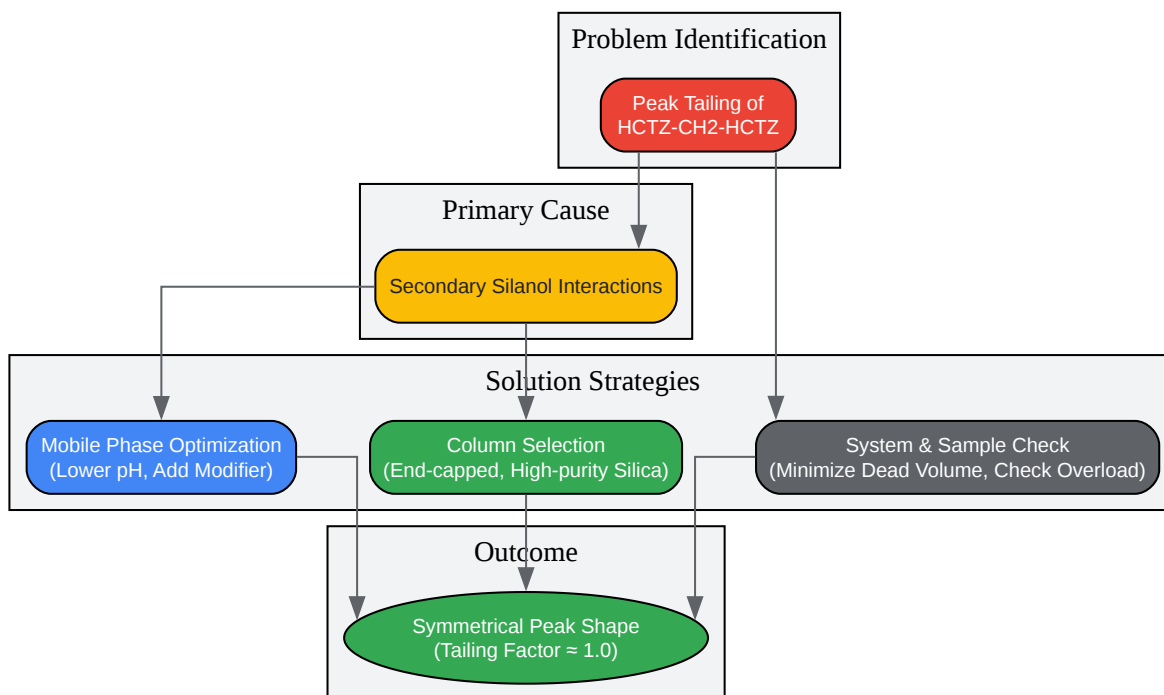 Problem Identification
Peak Tailing of
HCTZ-CH2-HCTZ
Primary Cause
Secondary Silanol Interactions
Solution Strategies
Mobile Phase Optimization
(Lower pH, Add Modifier)
Column Selection
(End-capped, High-purity Silica)
System & Sample Check
(Minimize Dead Volume, Check Overload)
Outcome
Symmetrical Peak Shape
(Tailing Factor ≈ 1.0)